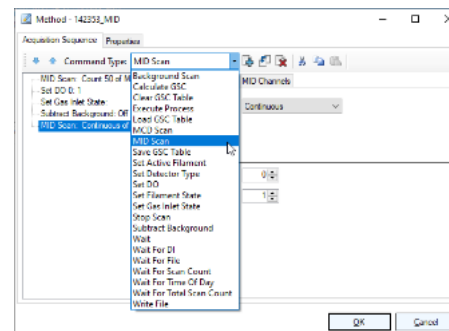 Method - 142353_MID
Acquisition Sequence Properties
Command Type: MID Scan
MID Scan: Count 50 of M
Set DO 0: 1
Set Gas Inlet State:
Subtract Background: Off
MID Scan: Continuous of
Background Scan
Calculate GSC
Clear GSC Table
Execute Process
Load GSC Table
MCD Scan
MID Scan
Save GSC Table
Set Active Filament
Set Detector Type
Set DO
Set Filament State
Set Gas Inlet State
Stop Scan
Subtract Background
Wait
Wait For DI
Wait For File
Wait For Scan Count
Wait For Time Of Day
Wait For Total Scan Count
Write File
MID Channels
Continuous
0
1
OK Cancel